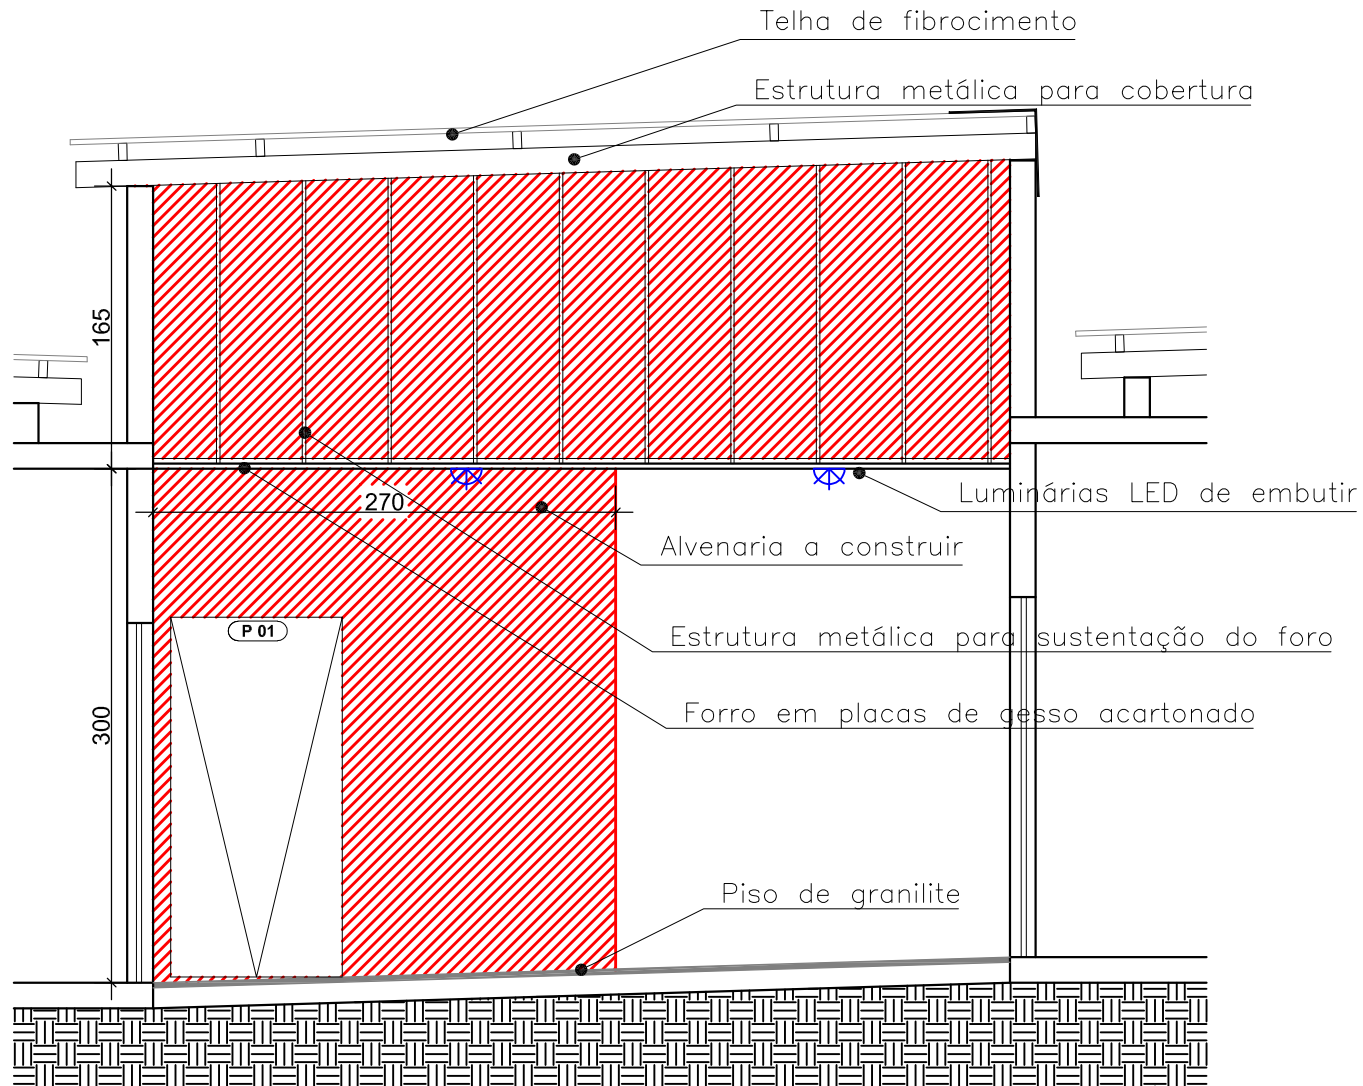 Telha de fibrocimento
Estrutura metálica para cobertura
165
Luminárias LED de embutir
270
Alvenaria a construir
P 01
Estrutura metálica para sustentação do foro
300
Forro em placas de gesso acartonado
Piso de granilite